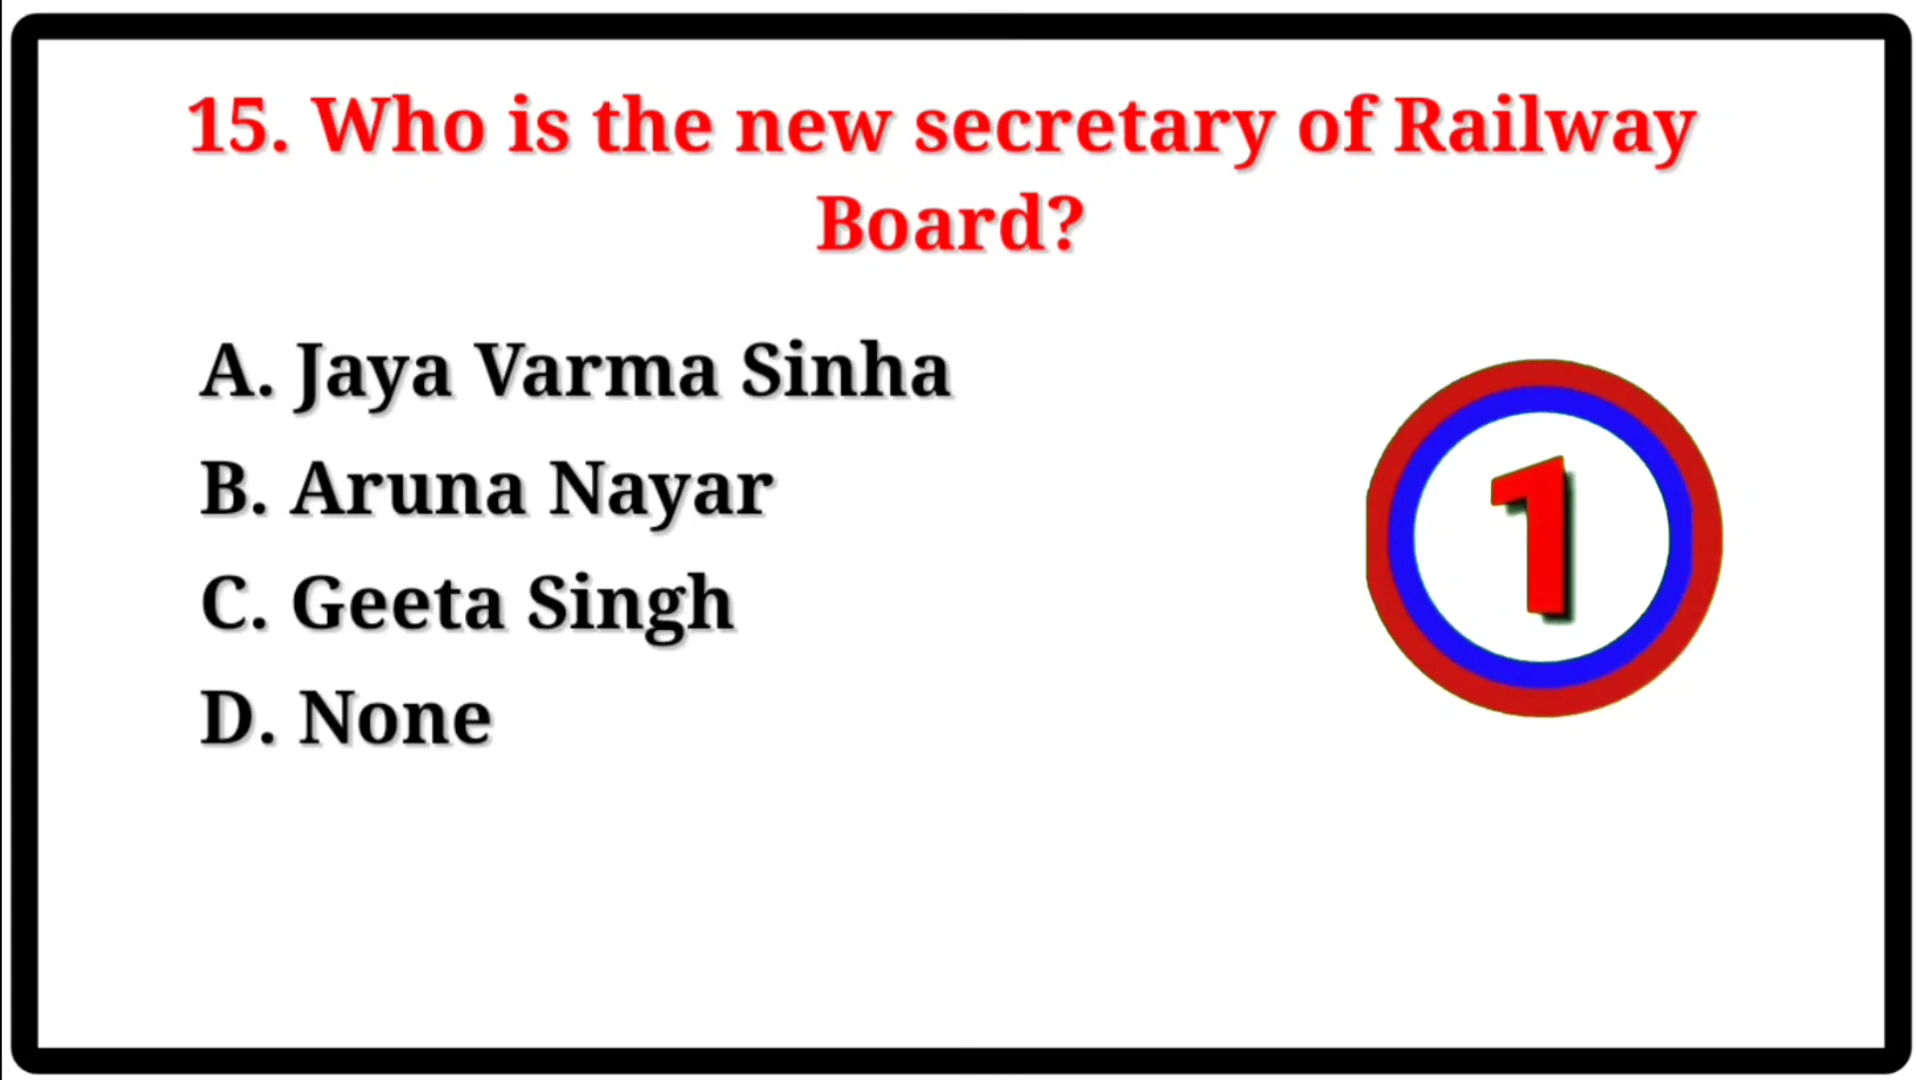 15. Who is the new secretary of Railway
Board?
A. Jaya Varma Sinha
B. Aruna Nayar
C. Geeta Singh
D. None
1